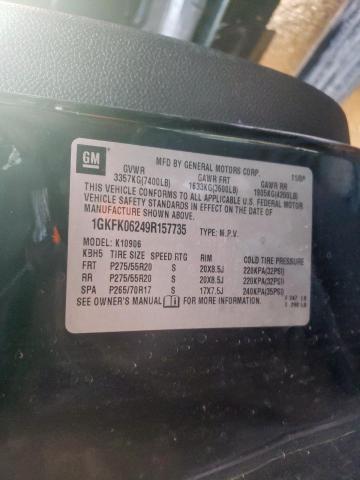 GM
MFD BY GENERAL MOTORS CORP.
GVWR GAWR FRT GAWR RR
3357KG(7400LB) 1633KG(3600LB) 1905KG(4200LB)
THIS VEHICLE CONFORMS TO ALL APPLICABLE U.S. FEDERAL MOTOR
VEHICLE SAFETY STANDARDS IN EFFECT ON THE DATE OF
MANUFACTURE SHOWN ABOVE.
1GKFK06249R157735 TYPE: M.P.V.
MODEL: K10906
KBH5 TIRE SIZE SPEED RTG RIM COLD TIRE PRESSURE
FRT P275/55R20 S 20X8.5J 220KPA(32PSI)
RR P275/55R20 S 20X8.5J 220KPA(32PSI)
SPA P265/70R17 S 17X7.5J 240KPA(35PSI)
SEE OWNER'S MANUAL FOR MORE INFORMATION